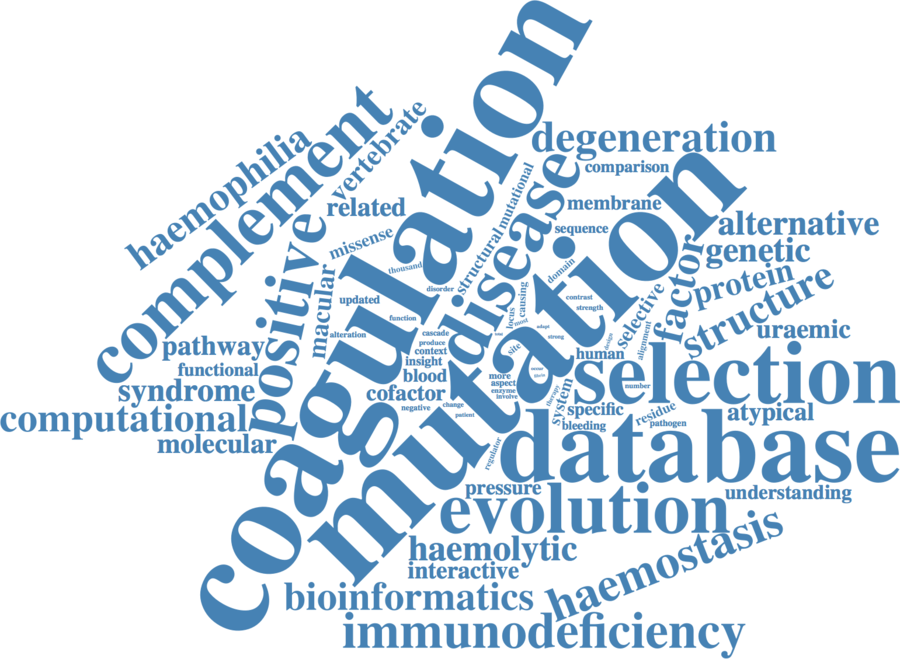 coagulation
degeneration
complement
vertebrate
haemophilia
comparison
mutational
disease
mutation
membrane
related
alternative
sequence
structural
missense
genetic
positive
factor
domain
protein
thousand
macular
structure
disorder
causing
updated
contrast
selective
strength
locus
most
function
adapt
uraemic
alteration
cascade
strong
design
produce
alignment
pathway
context
site
human
insight
selection
functional
blood
more
aspect
number
syndrome
cofactor
enzyme
involve
therapy
system
negative
change
specific
residue
atypical
computational
patient
bleeding
pathogen
molecular
database
regulator
pressure
understanding
evolution
haemolytic
haemostasis
interactive
bioinformatics
immunodeficiency